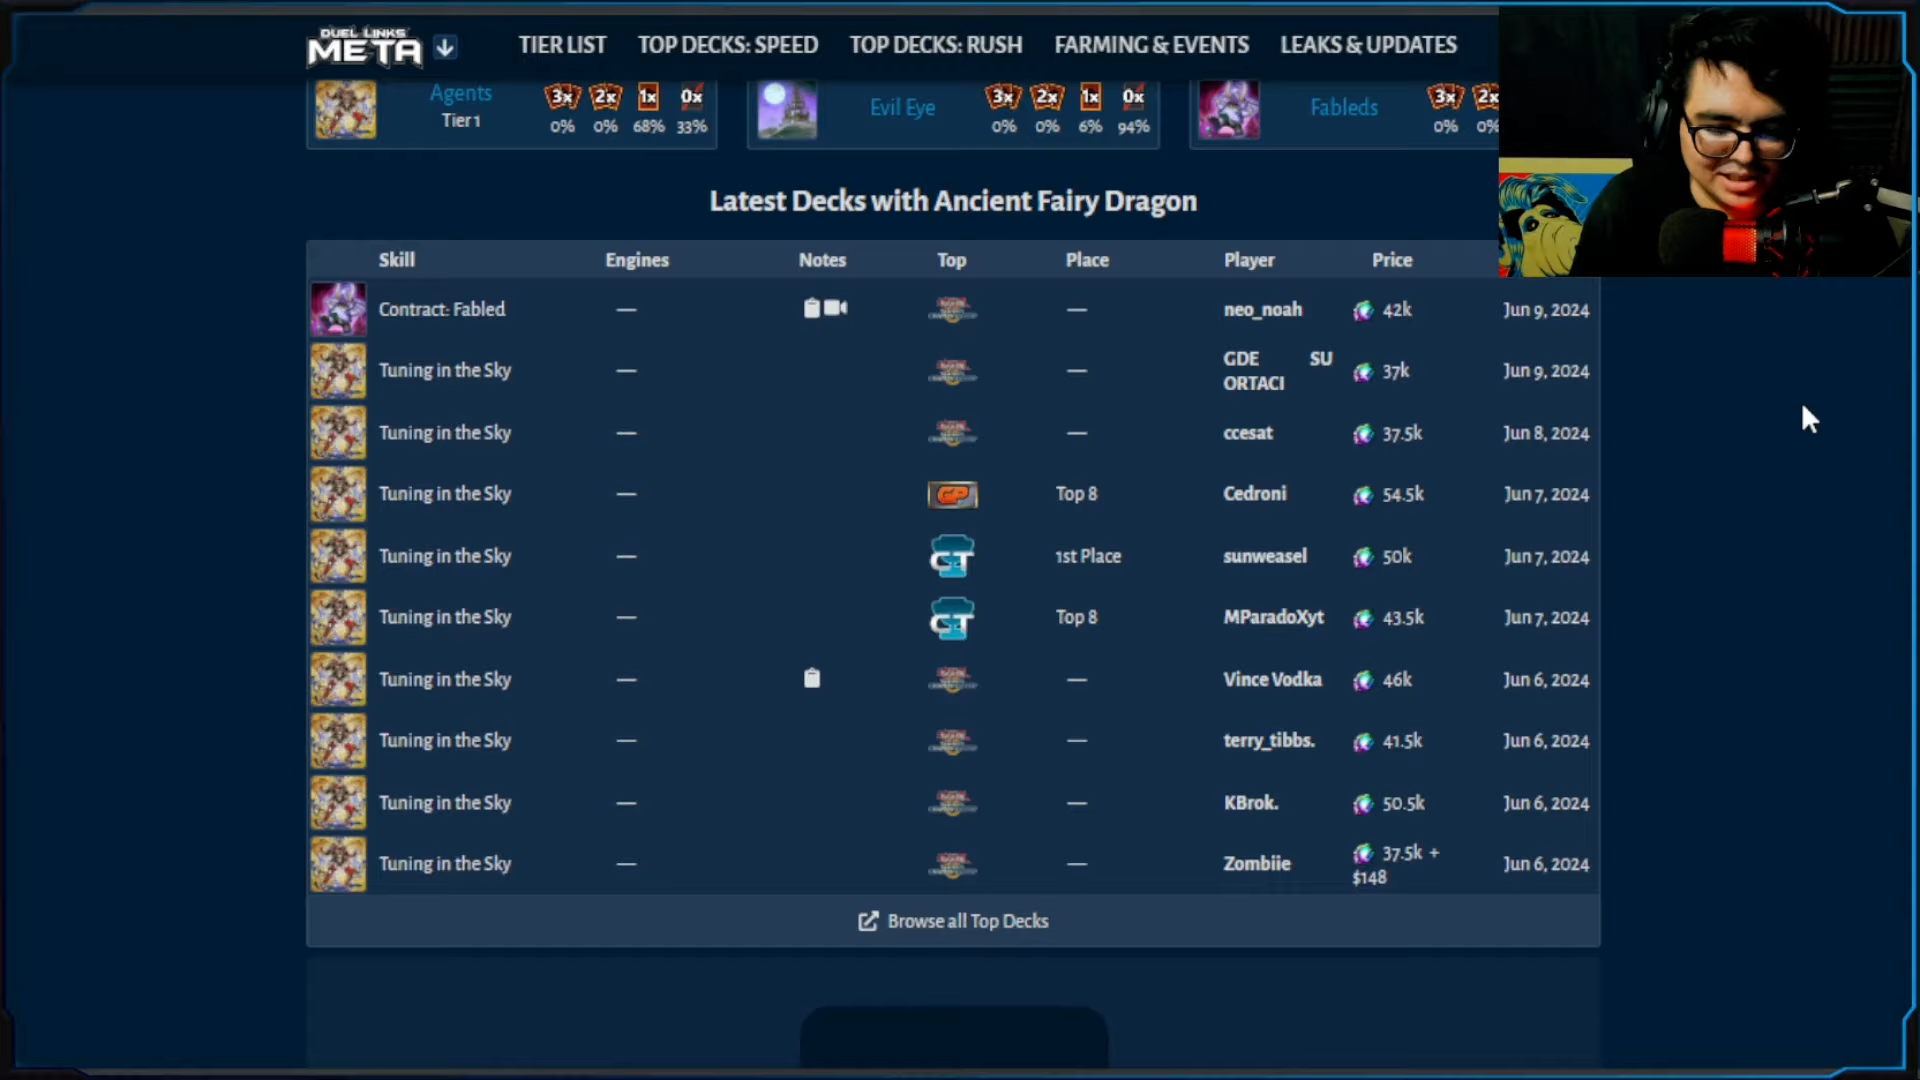 DUEL LINKS
META
TIER LIST TOP DECKS: SPEED TOP DECKS: RUSH FARMING & EVENTS LEAKS & UPDATES
Agents
Tier 1
3x 2x 1x 0x
0% 0% 68% 33%
Evil Eye
3x 2x 1x 0x
0% 0% 6% 94%
Fableds
3x 2x
0% 0%
Latest Decks with Ancient Fairy Dragon
Skill Engines Notes Top Place Player Price
Contract: Fabled — — neo_noah 42k Jun 9, 2024
Tuning in the Sky — — GDE SU
ORTACI 37k Jun 9, 2024
Tuning in the Sky — — ccesat 37.5k Jun 8, 2024
Tuning in the Sky — GP Top 8 Cedroni 54.5k Jun 7, 2024
Tuning in the Sky — CT 1st Place sunweasel 50k Jun 7, 2024
Tuning in the Sky — CT Top 8 MParadoXyt 43.5k Jun 7, 2024
Tuning in the Sky — — Vince Vodka 46k Jun 6, 2024
Tuning in the Sky — — terry_tibbs. 41.5k Jun 6, 2024
Tuning in the Sky — — KBrok. 50.5k Jun 6, 2024
Tuning in the Sky — — Zombiie 37.5k +
$148 Jun 6, 2024
Browse all Top Decks